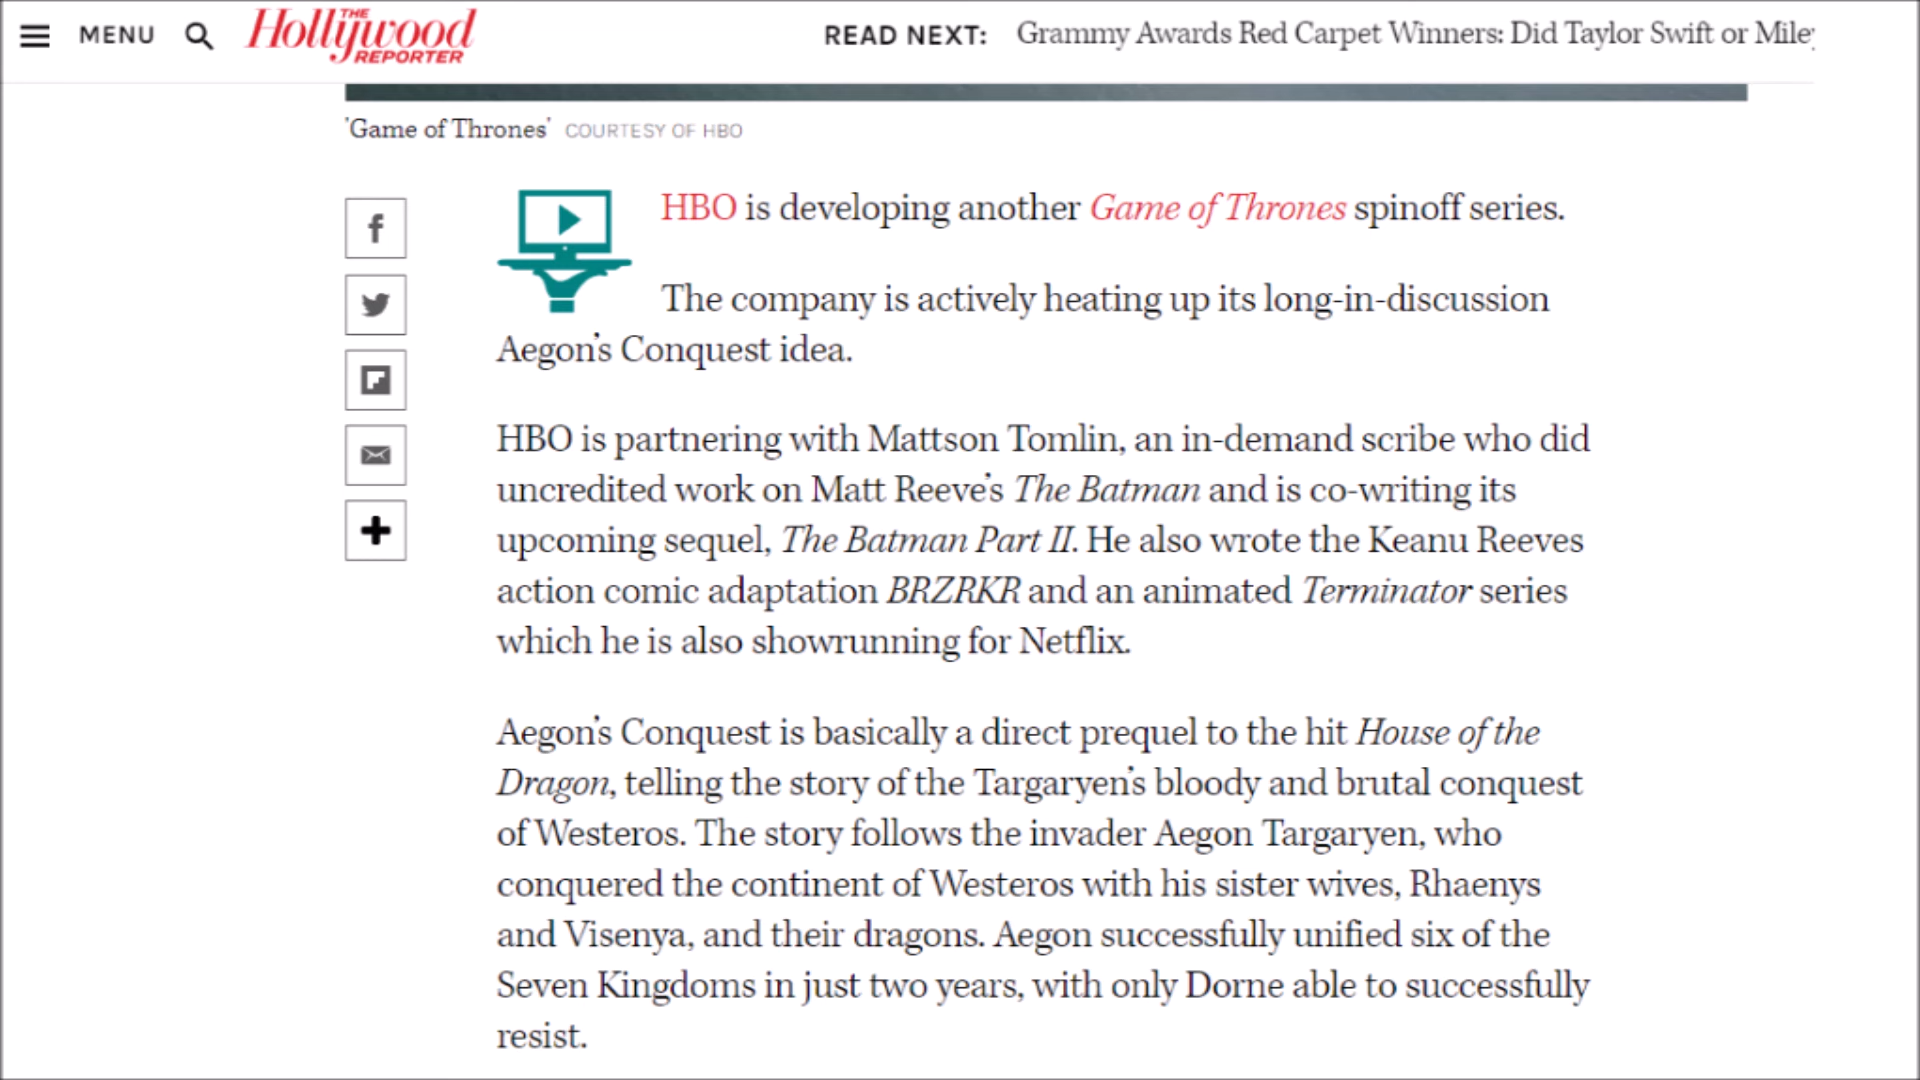 MENU
THE
Hollywood
REPORTER
READ NEXT: Grammy Awards Red Carpet Winners: Did Taylor Swift or Miley
'Game of Thrones' COURTESY OF HBO
HBO is developing another Game of Thrones spinoff series.
The company is actively heating up its long-in-discussion
Aegon's Conquest idea.
HBO is partnering with Mattson Tomlin, an in-demand scribe who did
uncredited work on Matt Reeve's The Batman and is co-writing its
upcoming sequel, The Batman Part II. He also wrote the Keanu Reeves
action comic adaptation BRZRKR and an animated Terminator series
which he is also showrunning for Netflix.
Aegon's Conquest is basically a direct prequel to the hit House of the
Dragon, telling the story of the Targaryen's bloody and brutal conquest
of Westeros. The story follows the invader Aegon Targaryen, who
conquered the continent of Westeros with his sister wives, Rhaenys
and Visenya, and their dragons. Aegon successfully unified six of the
Seven Kingdoms in just two years, with only Dorne able to successfully
resist.